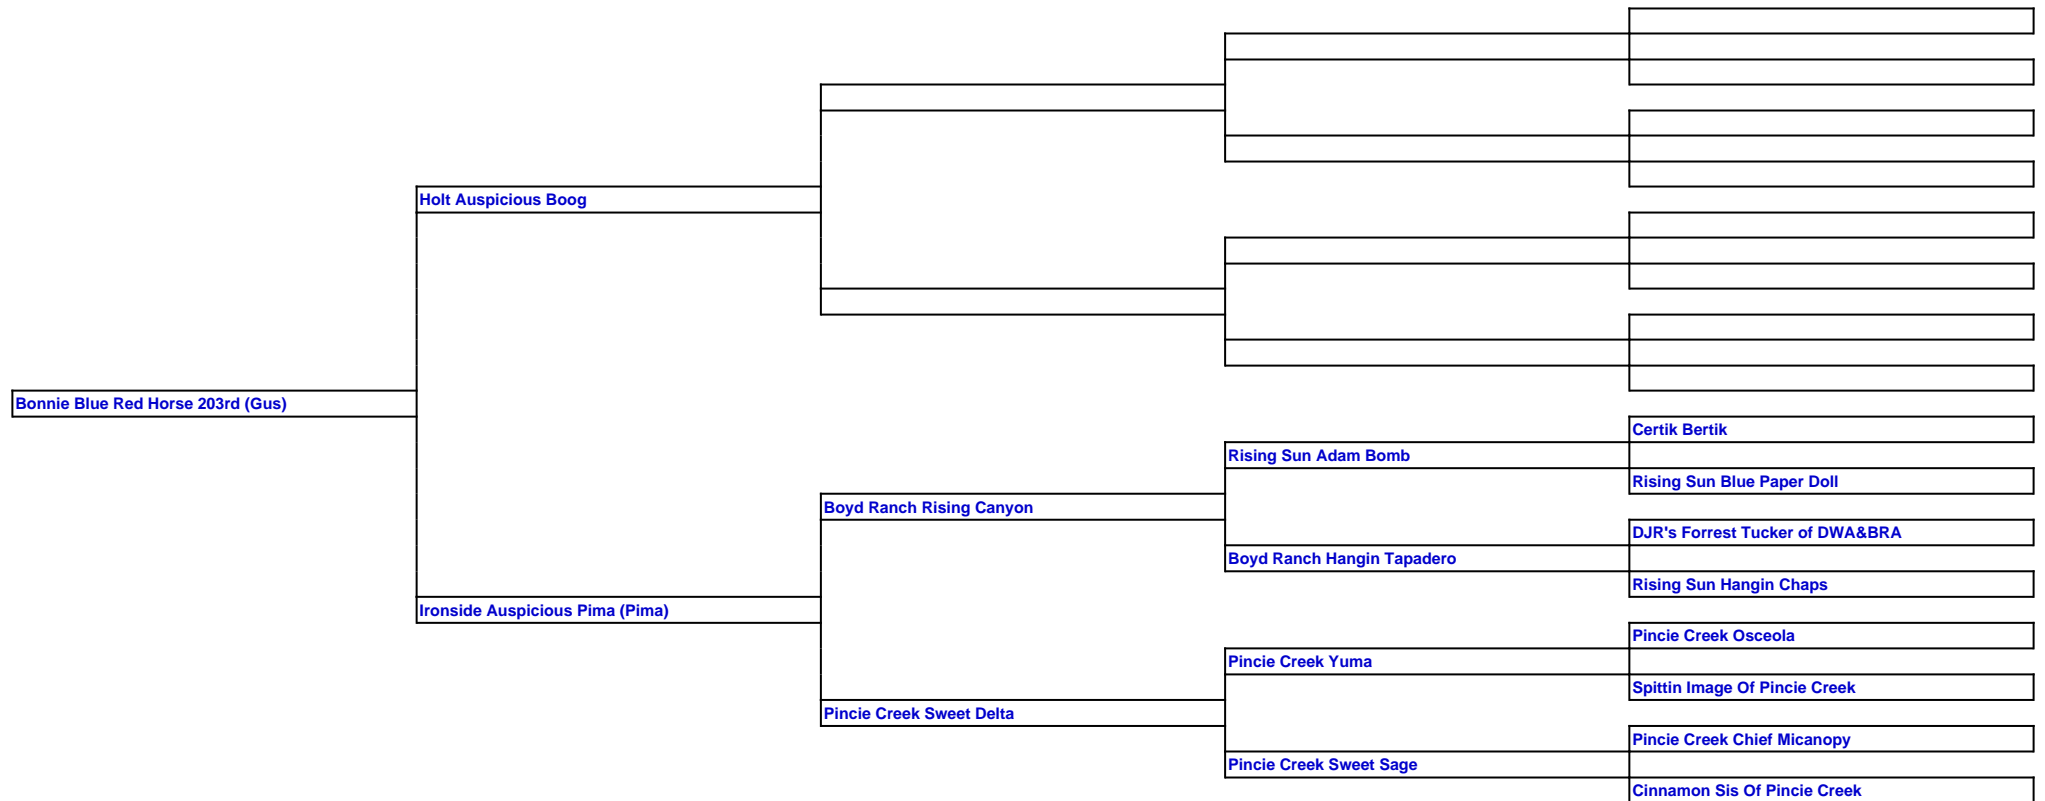 Holt Auspicious Boog
Bonnie Blue Red Horse 203rd (Gus)
Certik Bertik
Rising Sun Adam Bomb
Rising Sun Blue Paper Doll
Boyd Ranch Rising Canyon
DJR's Forrest Tucker of DWA&BRA
Boyd Ranch Hangin Tapadero
Rising Sun Hangin Chaps
Ironside Auspicious Pima (Pima)
Pincie Creek Osceola
Pincie Creek Yuma
Spittin Image Of Pincie Creek
Pincie Creek Sweet Delta
Pincie Creek Chief Micanopy
Pincie Creek Sweet Sage
Cinnamon Sis Of Pincie Creek